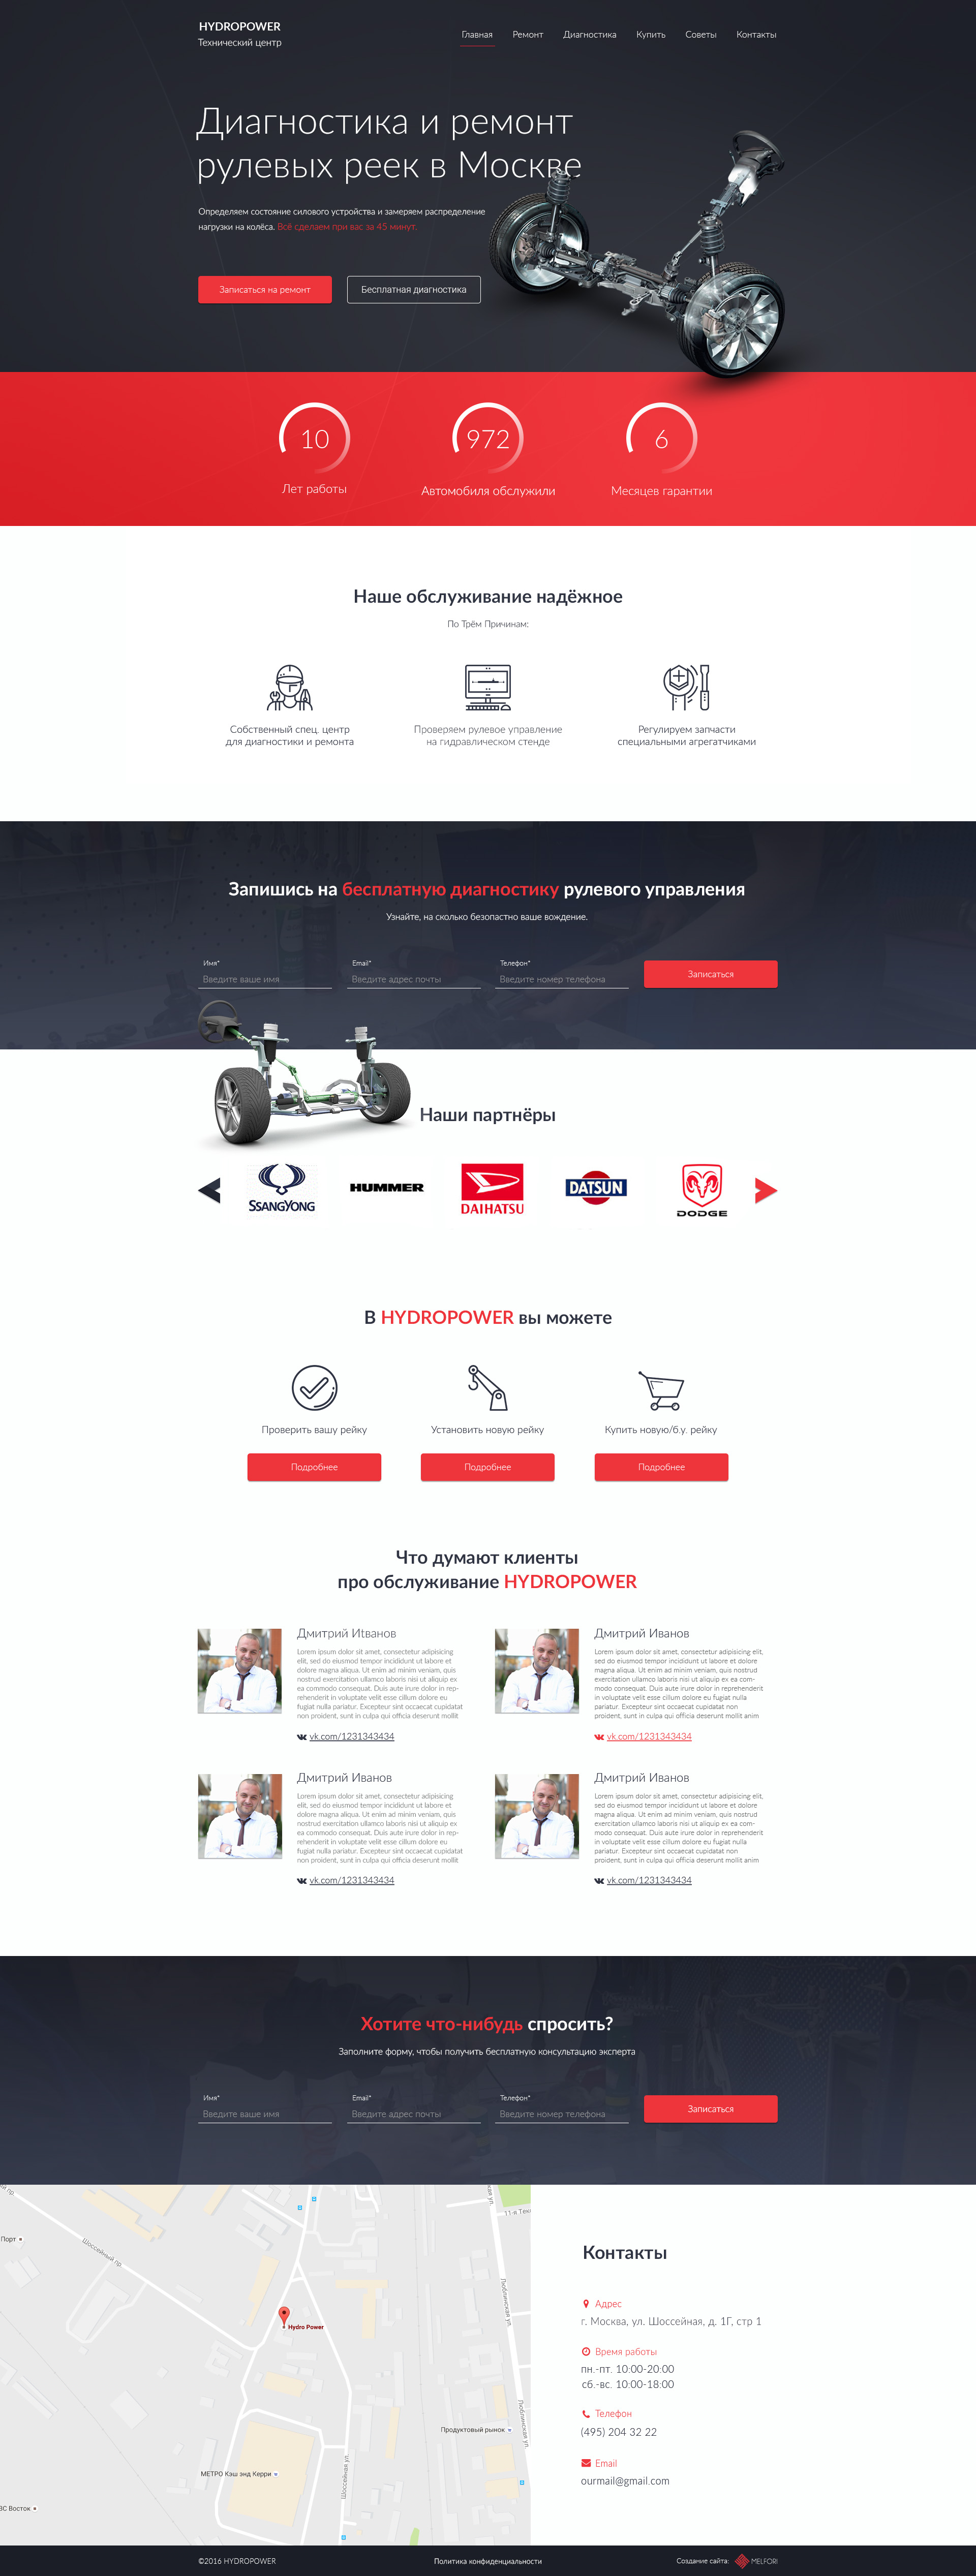 HYDROPOWER
Технический центр
Главная Ремонт Диагностика Купить Советы Контакты
Диагностика и ремонт
рулевых реек в Москве
Определяем состояние силового устройства и замеряем распределение
нагрузки на колёса. Всё сделаем при вас за 45 минут.
Записаться на ремонт Бесплатная диагностика
10 972 6
Лет работы Автомобиля обслужили Месяцев гарантии
Наше обслуживание надёжное
По Трём Причинам:
Собственный спец. центр
для диагностики и ремонта
Проверяем рулевое управление
на гидравлическом стенде
Регулируем запчасти
специальными агрегатчиками
Запишись на бесплатную диагностику рулевого управления
Узнайте, на сколько безопастно ваше вождение.
Имя* Email* Телефон*
Введите ваше имя Введите адрес почты Введите номер телефона Записаться
Наши партнёры
SSANGYONG
HUMMER
DAIHATSU
DATSUN
DODGE
В HYDROPOWER вы можете
Проверить вашу рейку Установить новую рейку Купить новую/б.у. рейку
Подробнее Подробнее Подробнее
Что думают клиенты
про обслуживание HYDROPOWER
Дмитрий Иtванов
Lorem ipsum dolor sit amet, consectetur adipisicing
elit, sed do eiusmod tempor incididunt ut labore et
dolore magna aliqua. Ut enim ad minim veniam, quis
nostrud exercitation ullamco laboris nisi ut aliquip ex
ea commodo consequat. Duis aute irure dolor in rep-
rehenderit in voluptate velit esse cillum dolore eu
fugiat nulla pariatur. Excepteur sint occaecat cupidatat
non proident, sunt in culpa qui officia deserunt mollit
vk.com/1231343434
Дмитрий Иванов
Lorem ipsum dolor sit amet, consectetur adipisicing elit,
sed do eiusmod tempor incididunt ut labore et dolore
magna aliqua. Ut enim ad minim veniam, quis nostrud
exercitation ullamco laboris nisi ut aliquip ex ea com-
modo consequat. Duis aute irure dolor in reprehenderit
in voluptate velit esse cillum dolore eu fugiat nulla
pariatur. Excepteur sint occaecat cupidatat non
proident, sunt in culpa qui officia deserunt mollit anim
vk.com/1231343434
Дмитрий Иванов
Lorem ipsum dolor sit amet, consectetur adipisicing
elit, sed do eiusmod tempor incididunt ut labore et
dolore magna aliqua. Ut enim ad minim veniam, quis
nostrud exercitation ullamco laboris nisi ut aliquip ex
ea commodo consequat. Duis aute irure dolor in rep-
rehenderit in voluptate velit esse cillum dolore eu
fugiat nulla pariatur. Excepteur sint occaecat cupidatat
non proident, sunt in culpa qui officia deserunt mollit
vk.com/1231343434
Дмитрий Иванов
Lorem ipsum dolor sit amet, consectetur adipisicing elit,
sed do eiusmod tempor incididunt ut labore et dolore
magna aliqua. Ut enim ad minim veniam, quis nostrud
exercitation ullamco laboris nisi ut aliquip ex ea com-
modo consequat. Duis aute irure dolor in reprehenderit
in voluptate velit esse cillum dolore eu fugiat nulla
pariatur. Excepteur sint occaecat cupidatat non
proident, sunt in culpa qui officia deserunt mollit anim
vk.com/1231343434
Хотите что-нибудь спросить?
Заполните форму, чтобы получить бесплатную консультацию эксперта
Имя* Email* Телефон*
Введите ваше имя Введите адрес почты Введите номер телефона Записаться
11-я Тек
Порт
Шоссейный пр.
Люблинская ул.
Hydro Power
Продуктовый рынок
Люблинская ул.
МЕТРО Кэш энд Керри
Шоссейная ул.
Восток
Контакты
Адрес
г. Москва, ул. Шоссейная, д. 1Г, стр 1
Время работы
пн.-пт. 10:00-20:00
сб.-вс. 10:00-18:00
Телефон
(495) 204 32 22
Email
ourmail@gmail.com
©2016 HYDROPOWER Политика конфиденциальности Создание сайта: MELFORI